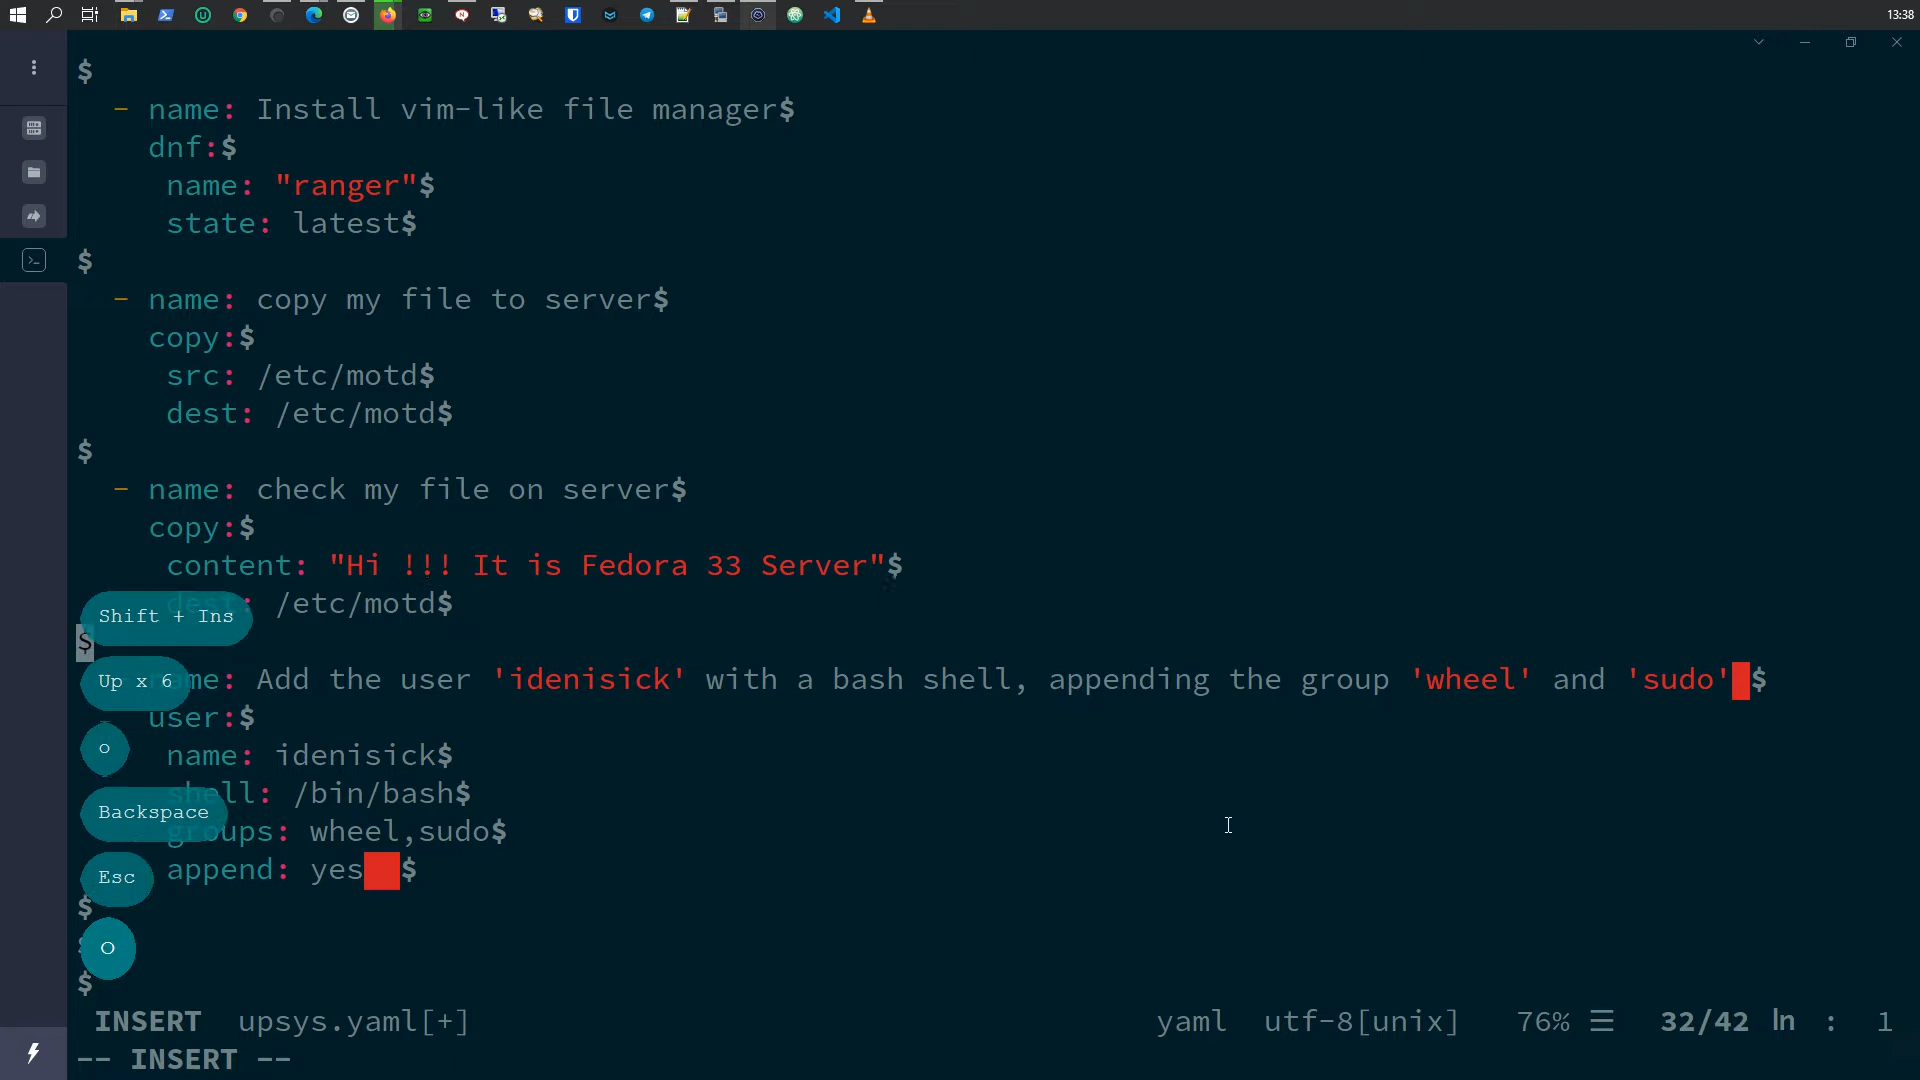 13:38
$
- name: Install vim-like file manager$
dnf:$
name: "ranger"$
state: latest$
$
- name: copy my file to server$
copy:$
src: /etc/motd$
dest: /etc/motd$
$
- name: check my file on server$
copy:$
content: "Hi !!! It is Fedora 33 Server"$
dest: /etc/motd$
Shift + Ins
$
name: Add the user 'idenisick' with a bash shell, appending the group 'wheel' and 'sudo' $
Up x 6
user:$
o
name: idenisick$
shell: /bin/bash$
Backspace
groups: wheel,sudo$
append: yes $
Esc
$
O
$
$
INSERT upsys.yaml[+] yaml utf-8[unix] 76% ☰ 32/42 ln : 1
-- INSERT --